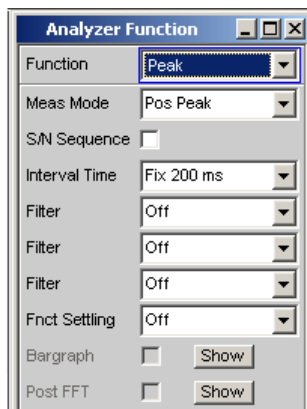 Analyzer Function
Function Peak
Meas Mode Pos Peak
S/N Sequence
Interval Time Fix 200 ms
Filter Off
Filter Off
Filter Off
Fnct Settling Off
Bargraph Show
Post FFT Show